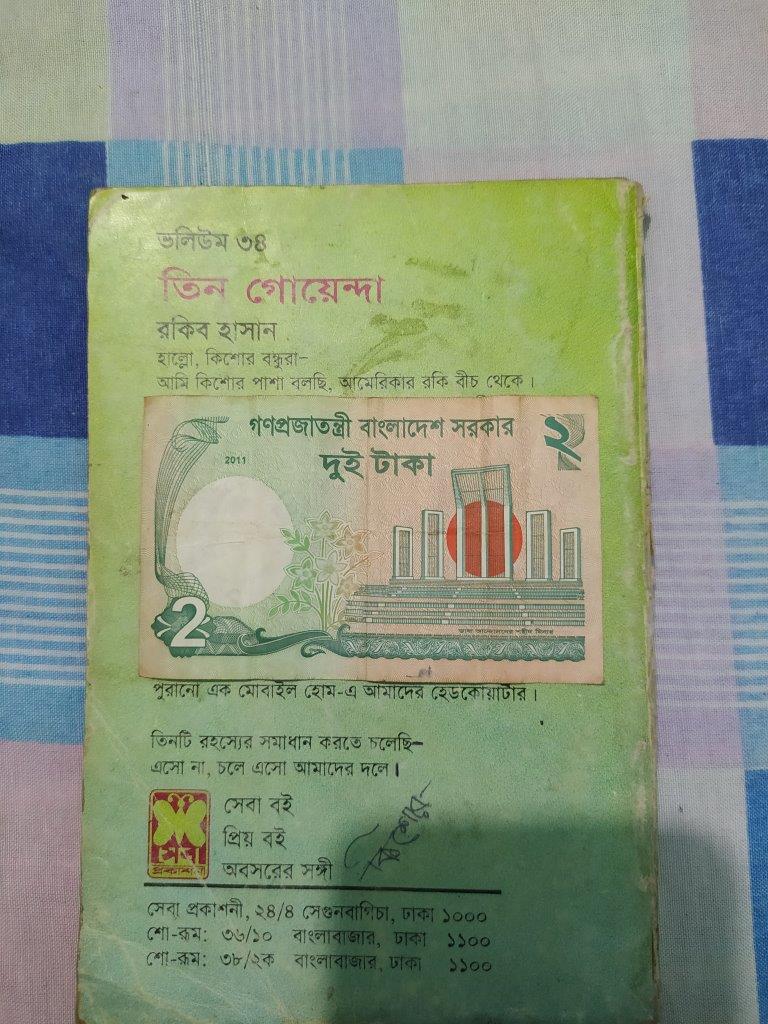 ভলিউম ৩৪
তিন গোয়েন্দা
রকিব হাসান
হাল্লো, কিশোর বন্ধুরা–
আমি কিশোর পাশা বলছি, আমেরিকার রকি বীচ থেকে।
গণপ্রজাতন্ত্রী বাংলাদেশ সরকার
২
2011
দুই টাকা
2
পুরানো এক মোবাইল হোম-এ আমাদের হেডকোয়ার্টার।
তিনটি রহস্যের সমাধান করতে চলেছি–
এসো না, চলে এসো আমাদের দলে।
সেবা বই
প্রিয় বই
অবসরের সঙ্গী
সেবা
প্রকাশনী
সেবা প্রকাশনী, ২৪/৪ সেগুনবাগিচা, ঢাকা ১০০০
শো-রূম: ৩৬/১০ বাংলাবাজার, ঢাকা ১১০০
শো-রূম: ৩৮/২ক বাংলাবাজার, ঢাকা ১১০০